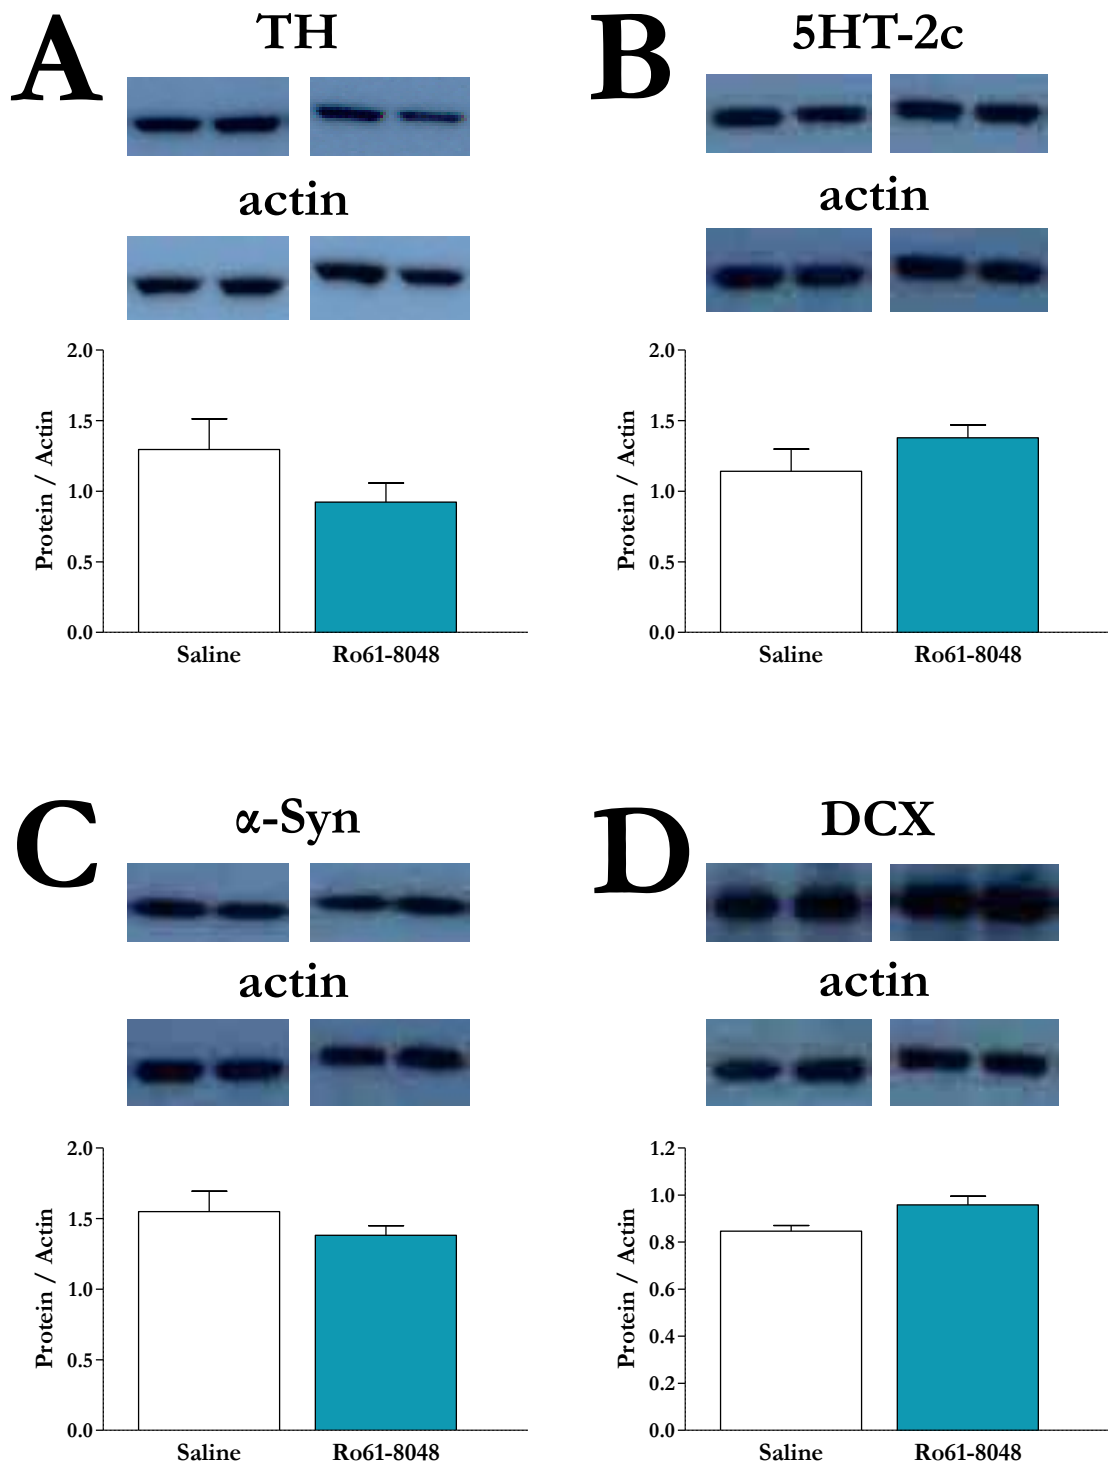 A
TH
actin
2.0
1.5
1.0
0.5
0.0
Protein / Actin
Saline
Ro61-8048
B
5HT-2c
actin
2.0
1.5
1.0
0.5
0.0
Protein / Actin
Saline
Ro61-8048
C
α-Syn
actin
2.0
1.5
1.0
0.5
0.0
Protein / Actin
Saline
Ro61-8048
D
DCX
actin
1.2
1.0
0.8
0.6
0.4
0.2
0.0
Protein / Actin
Saline
Ro61-8048